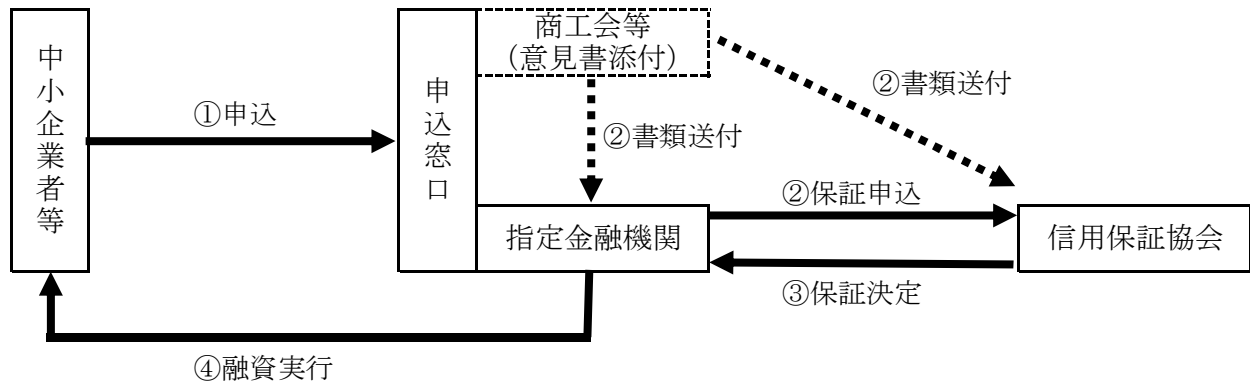 中小企業者等
①申込
申込窓口
商工会等
(意見書添付)
②書類送付
②書類送付
指定金融機関
②保証申込
③保証決定
信用保証協会
④融資実行